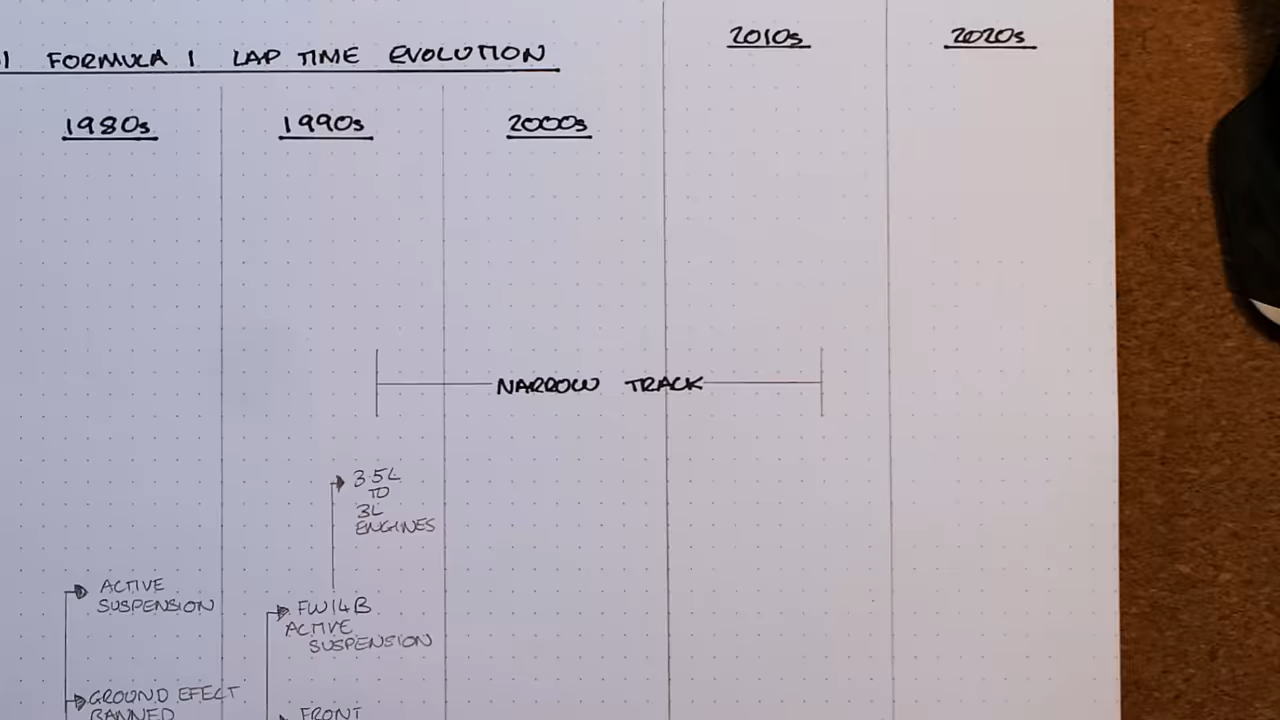 FORMULA 1 LAP TIME EVOLUTION
2010s
2020s
1980s
1990s
2000s
NARROW TRACK
3.5L
TO
3L
ENGINES
ACTIVE
SUSPENSION
FW14B
ACTIVE
SUSPENSION
GROUND EFFECT
BANNED
FRONT